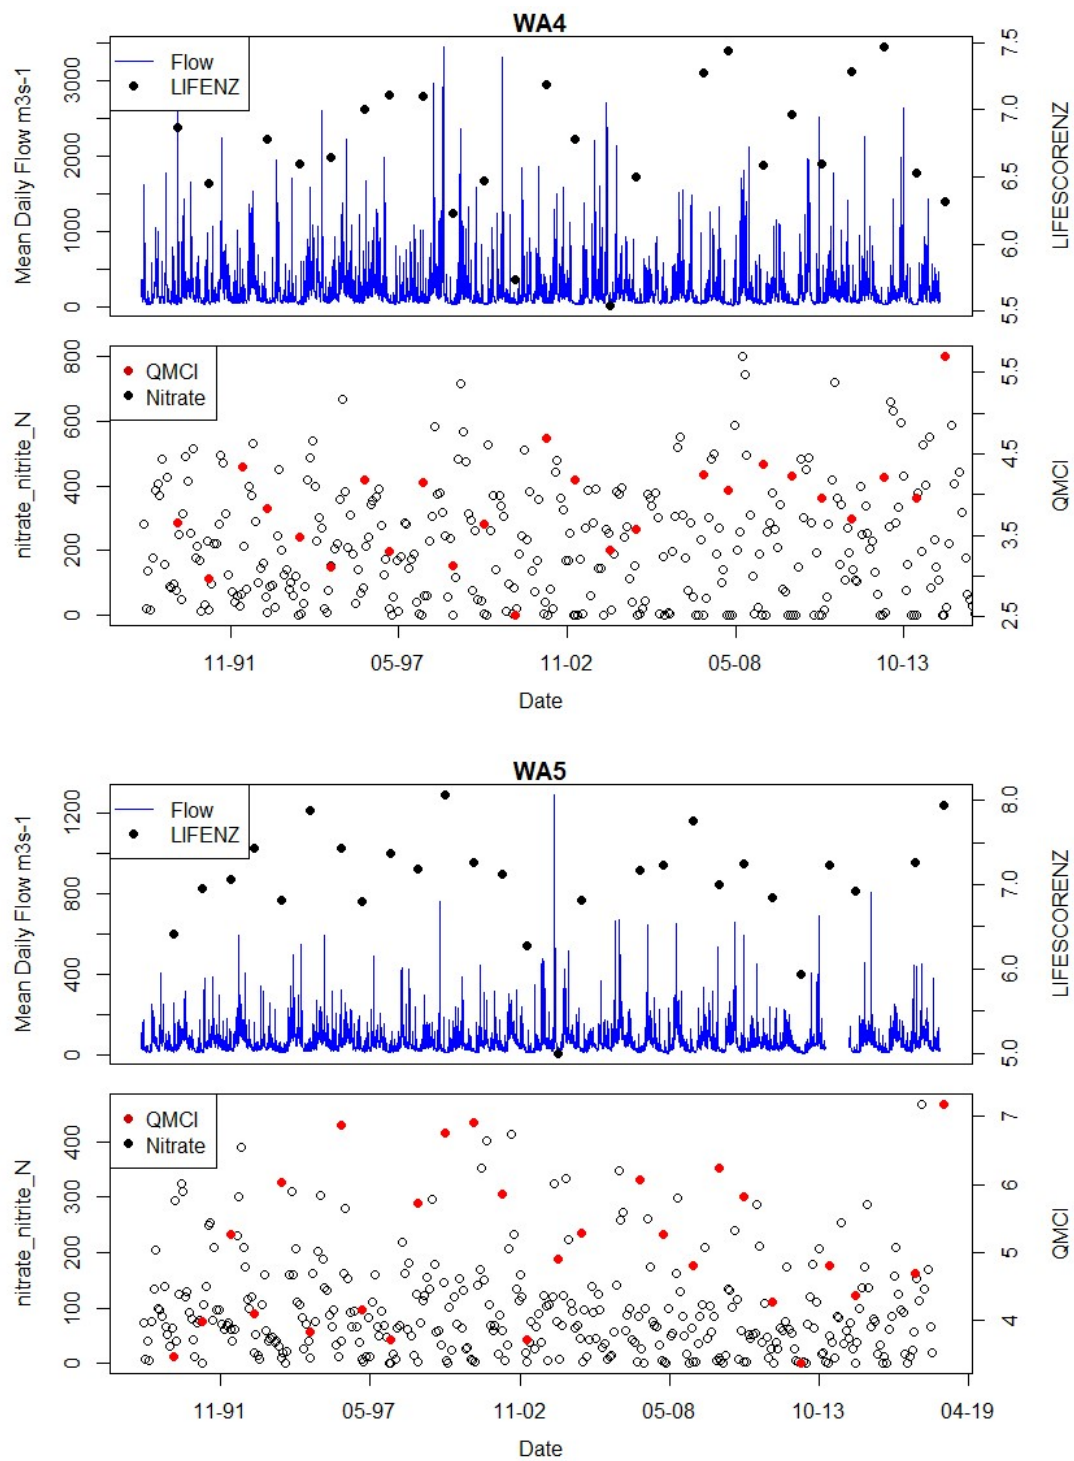 WA4
Flow
LIFENZ
Mean Daily Flow m3s-1
0
1000
2000
3000
LIFESCORENZ
5.5
6.0
6.5
7.0
7.5
QMCI
Nitrate
nitrate_nitrite_N
0
200
400
600
800
QMCI
2.5
3.5
4.5
5.5
11-91
05-97
11-02
05-08
10-13
Date
WA5
Flow
LIFENZ
Mean Daily Flow m3s-1
0
400
800
1200
LIFESCORENZ
5.0
6.0
7.0
8.0
QMCI
Nitrate
nitrate_nitrite_N
0
100
200
300
400
QMCI
4
5
6
7
11-91
05-97
11-02
05-08
10-13
04-19
Date